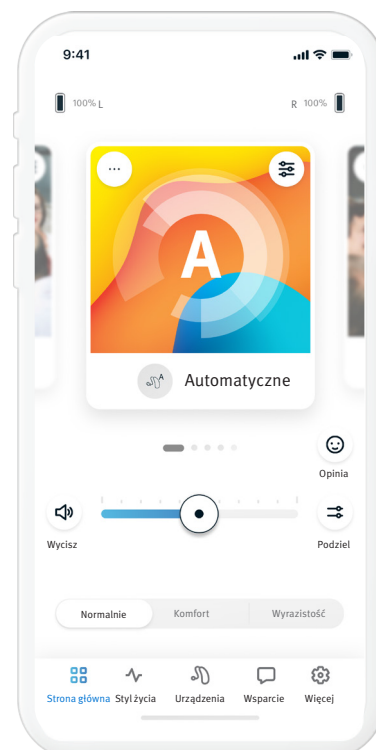 9:41
100% L
R 100%
...
A
A
Automatyczne
Opinia
Wycisz
Podziel
Normalnie
Komfort
Wyrazistość
Strona główna
Styl życia
Urządzenia
Wsparcie
Więcej